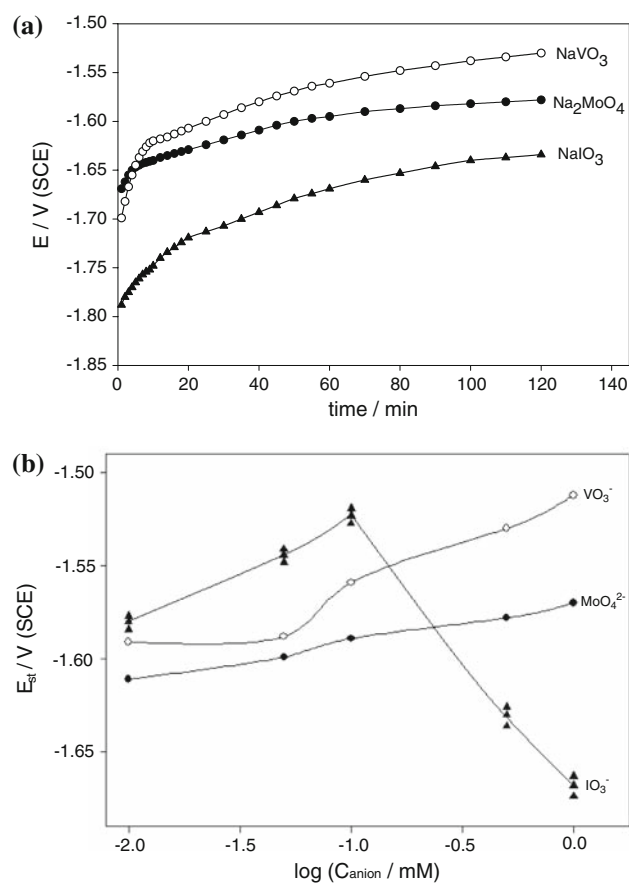 (a)
-1.50
-1.55
-1.60
-1.65
-1.70
-1.75
-1.80
-1.85
E / V (SCE)
NaVO₃
Na₂MoO₄
NaIO₃
0 20 40 60 80 100 120 140
time / min
(b)
-1.50
-1.55
-1.60
-1.65
Eₛₜ / V (SCE)
VO₃⁻
MoO₄²⁻
IO₃⁻
-2.0 -1.5 -1.0 -0.5 0.0
log (Canion / mM)